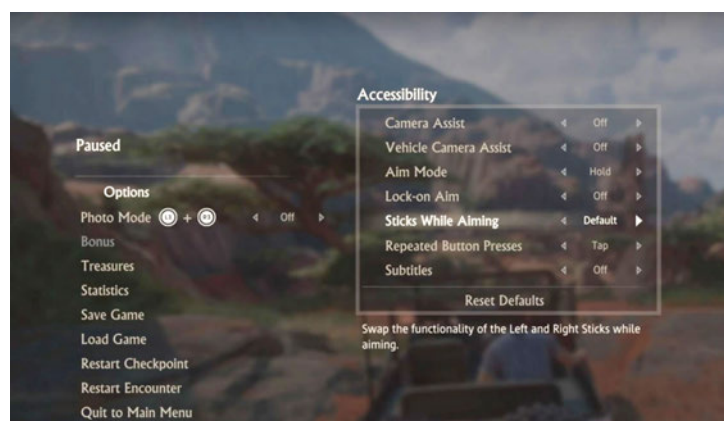 Accessibility
Camera Assist Off
Vehicle Camera Assist Off
Aim Mode Hold
Lock-on Aim Off
Sticks While Aiming Default
Repeated Button Presses Tap
Subtitles Off
Reset Defaults
Swap the functionality of the Left and Right Sticks while
aiming.
Paused
Options
Photo Mode L3 + R3 Off
Bonus
Treasures
Statistics
Save Game
Load Game
Restart Checkpoint
Restart Encounter
Quit to Main Menu